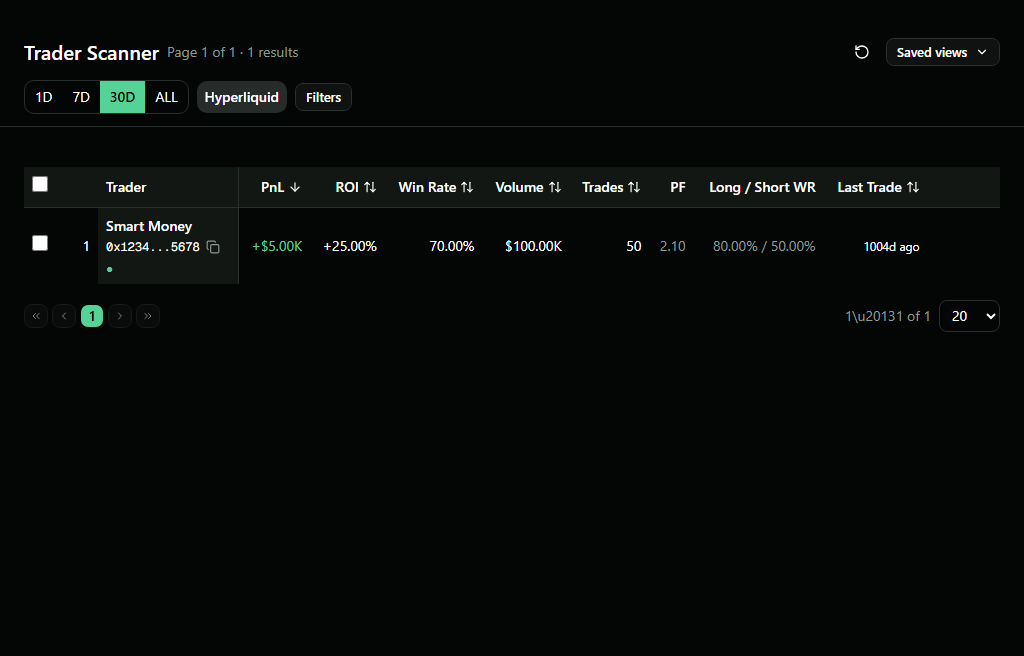 Trader Scanner Page 1 of 1 · 1 results
Saved views
1D 7D 30D ALL Hyperliquid Filters
Trader PnL ↓ ROI ↑↓ Win Rate ↑↓ Volume ↑↓ Trades ↑↓ PF Long / Short WR Last Trade ↑↓
Smart Money
1 0x1234...5678 +$5.00K +25.00% 70.00% $100.00K 50 2.10 80.00% / 50.00% 1004d ago
« ‹ 1 › » 1\u20131 of 1 20